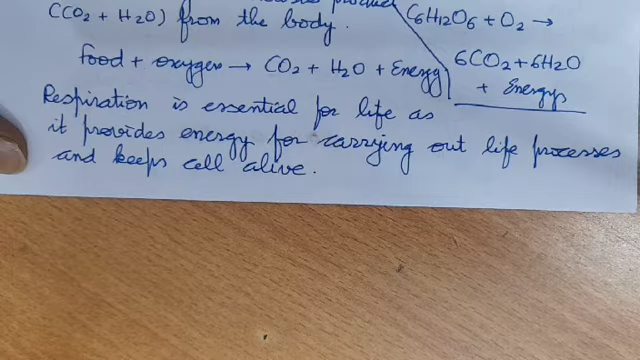 product
(CO2 + H2O) from the body.
C6H12O6 + O2 →
6CO2 + 6H2O
+ Energy
food + oxygen → CO2 + H2O + Energy
Respiration is essential for life as
it provides energy for carrying out life processes
and keeps cell alive.